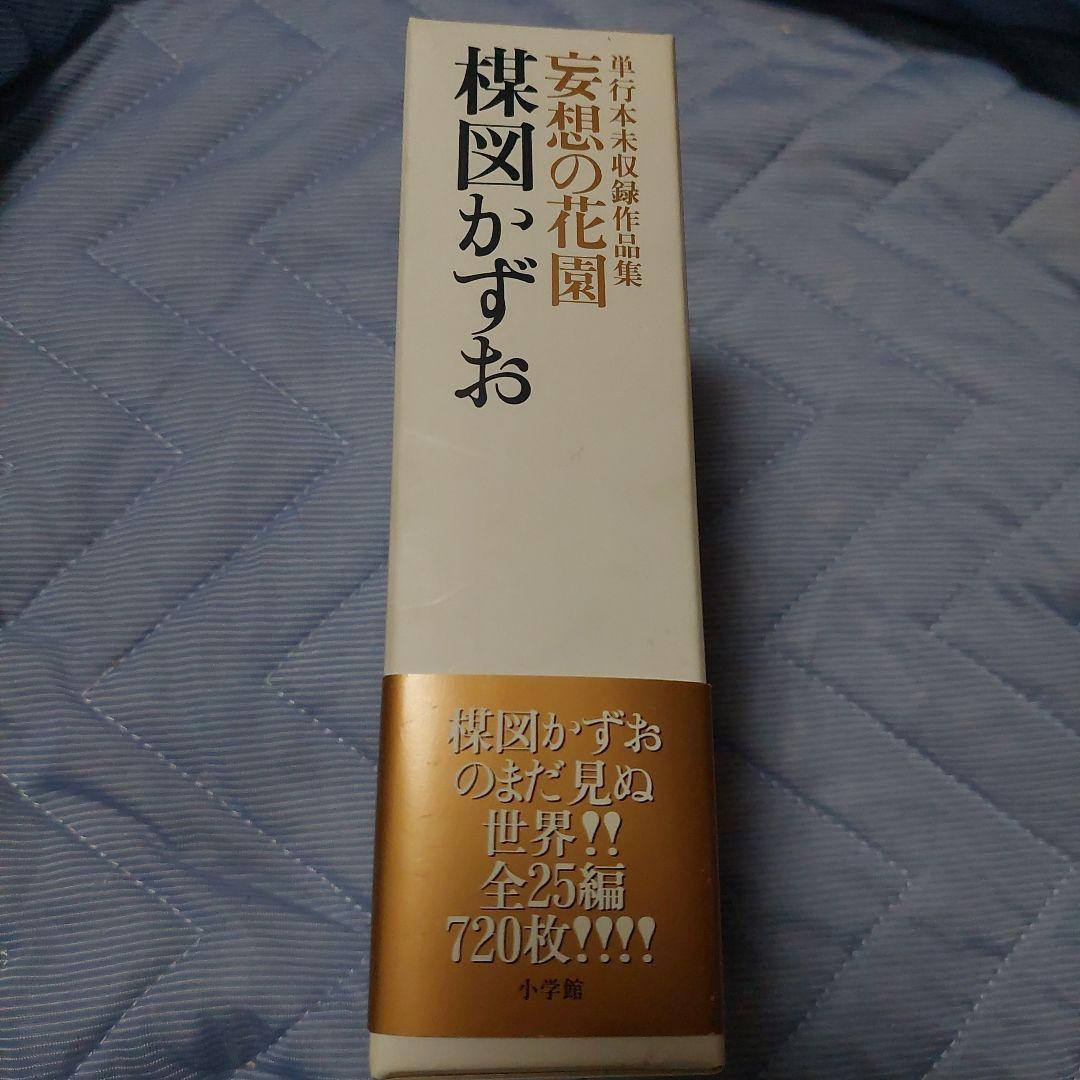 単行本未収録作品集
妄想の花園
楳図かずお
楳図かずお
のまだ見ぬ
世界!!
全25編
720枚!!!!
小学館